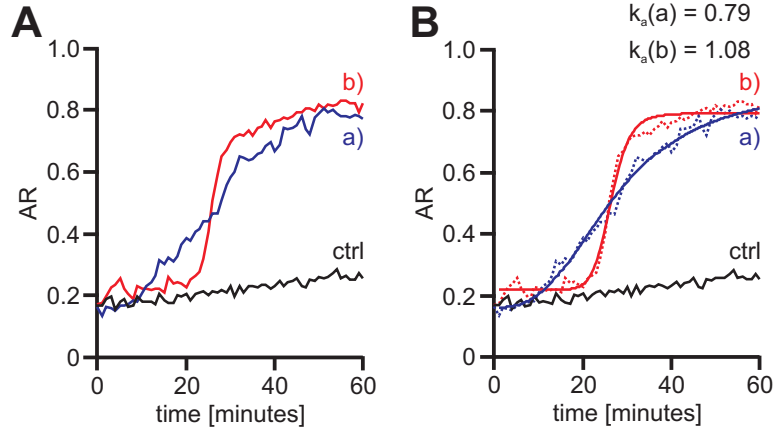 A
AR
1.0
0.8
0.6
0.4
0.2
0
b)
a)
ctrl
0
20
40
60
time [minutes]
B
kₐ(a) = 0.79
kₐ(b) = 1.08
AR
1.0
0.8
0.6
0.4
0.2
0
b)
a)
ctrl
0
20
40
60
time [minutes]